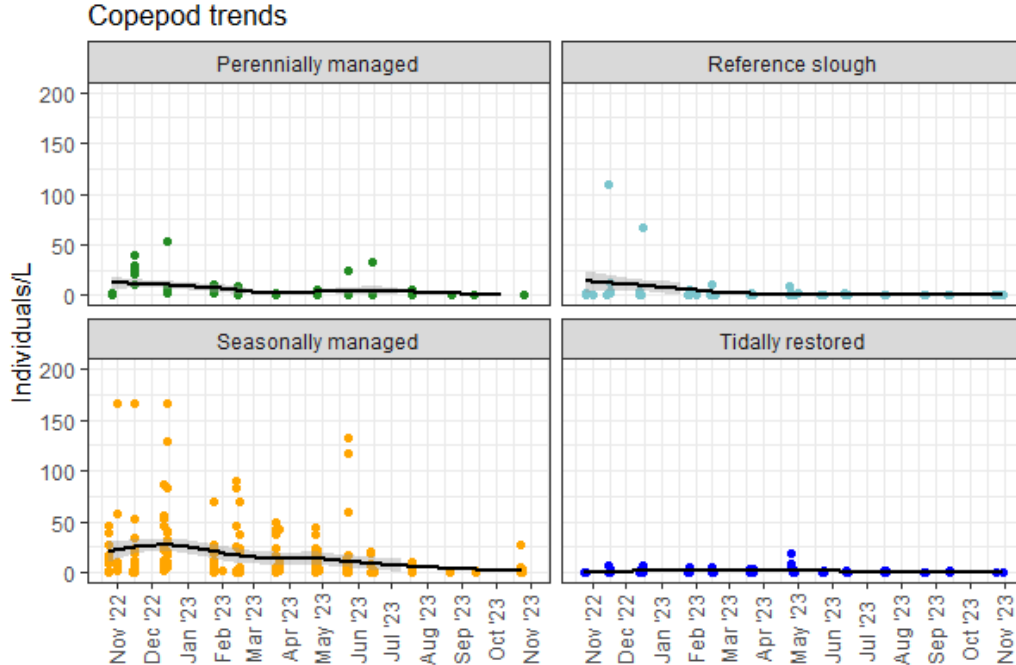 Copepod trends
Perennially managed
Reference slough
200
150
100
50
0
Seasonally managed
Tidally restored
200
150
100
50
0
Individuals/L
Nov '22
Dec '22
Jan '23
Feb '23
Mar '23
Apr '23
May '23
Jun '23
Jul '23
Aug '23
Sep '23
Oct '23
Nov '23
Nov '22
Dec '22
Jan '23
Feb '23
Mar '23
Apr '23
May '23
Jun '23
Jul '23
Aug '23
Sep '23
Oct '23
Nov '23